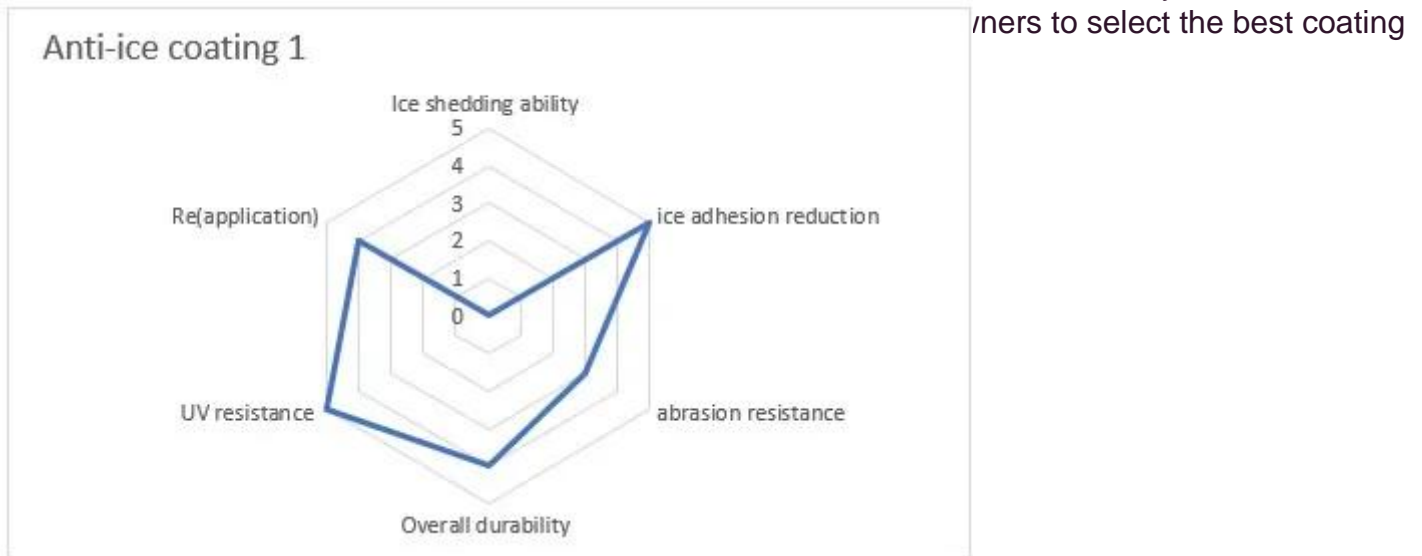 to select the best coating
Anti-ice coating 1
Ice shedding ability
5
4
3
2
1
0
Re(application)
ice adhesion reduction
UV resistance
abrasion resistance
Overall durability